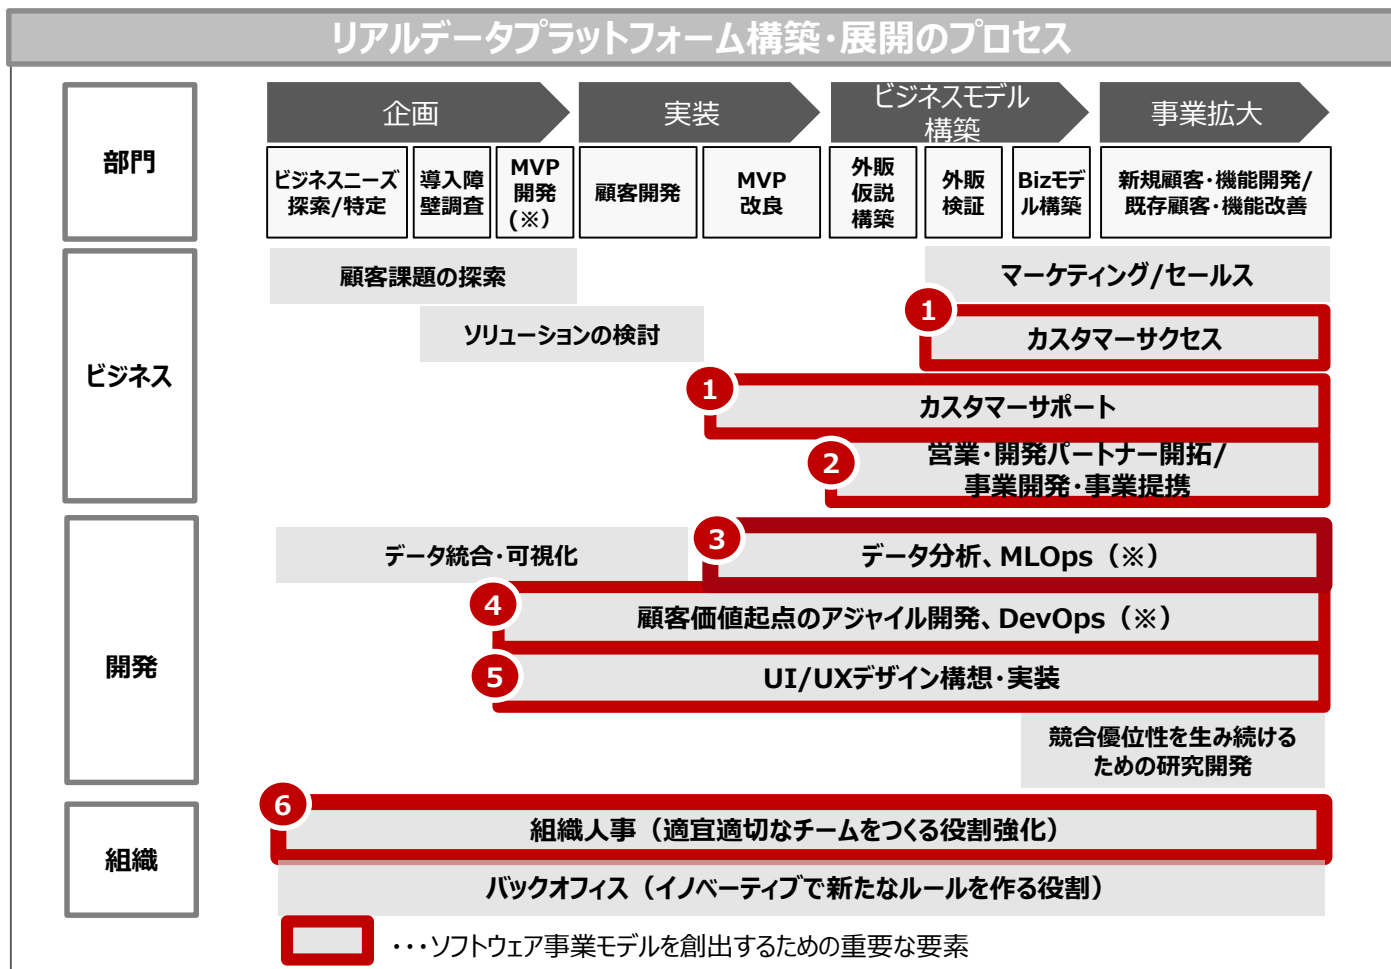 リアルデータプラットフォーム構築・展開のプロセス
部門
企画
実装
ビジネスモデル
構築
事業拡大
ビジネスニーズ
探索/特定
導入障
壁調査
MVP
開発
(※)
顧客開発
MVP
改良
外販
仮説
構築
外販
検証
Bizモデ
ル構築
新規顧客・機能開発/
既存顧客・機能改善
ビジネス
顧客課題の探索
マーケティング/セールス
ソリューションの検討
1
カスタマーサクセス
1
カスタマーサポート
2
営業・開発パートナー開拓/
事業開発・事業提携
開発
データ統合・可視化
3
データ分析、MLOps（※）
4
顧客価値起点のアジャイル開発、DevOps（※）
5
UI/UXデザイン構想・実装
競合優位性を生み続ける
ための研究開発
組織
6
組織人事（適宜適切なチームをつくる役割強化）
バックオフィス（イノベーティブで新たなルールを作る役割）
・・・ソフトウェア事業モデルを創出するための重要な要素